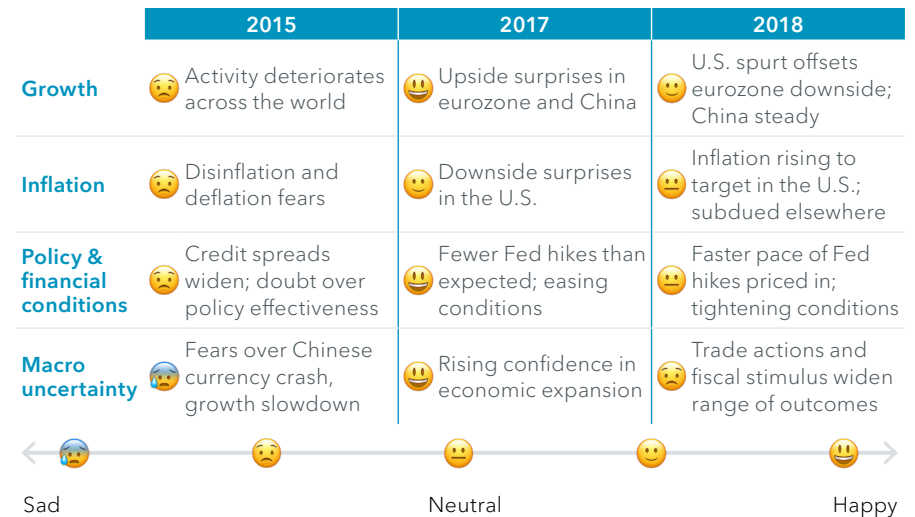 2015
2017
2018
Growth
Activity deteriorates
across the world
Upside surprises in
eurozone and China
U.S. spurt offsets
eurozone downside;
China steady
Inflation
Disinflation and
deflation fears
Downside surprises
in the U.S.
Inflation rising to
target in the U.S.;
subdued elsewhere
Policy &
financial
conditions
Credit spreads
widen; doubt over
policy effectiveness
Fewer Fed hikes than
expected; easing
conditions
Faster pace of Fed
hikes priced in;
tightening conditions
Macro
uncertainty
Fears over Chinese
currency crash,
growth slowdown
Rising confidence in
economic expansion
Trade actions and
fiscal stimulus widen
range of outcomes
Sad
Neutral
Happy